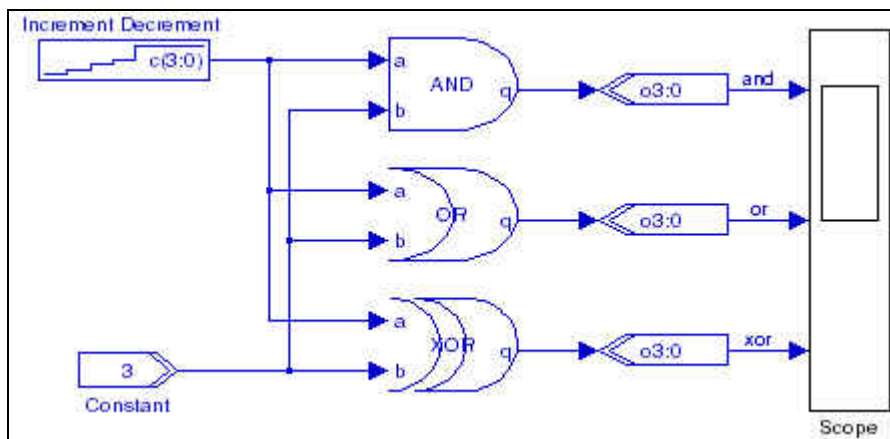 Increment Decrement
c(3:0)
a
AND
q
b
o3:0
and
a
OR
q
b
o3:0
or
a
XOR
q
b
o3:0
xor
3
Constant
Scope